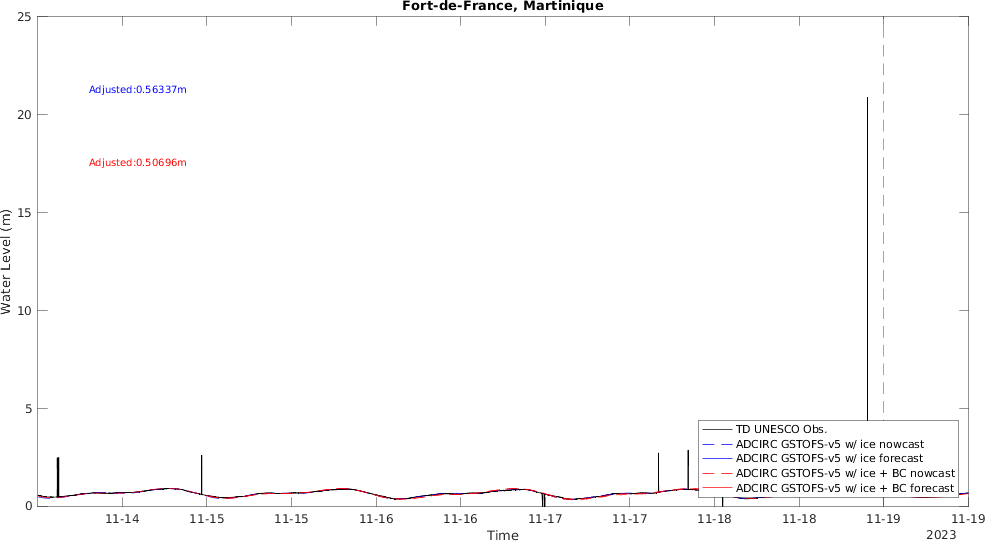 Fort-de-France, Martinique
25
20
15
10
5
0
Water Level (m)
Adjusted:0.56337m
Adjusted:0.50696m
TD UNESCO Obs.
ADCIRC GSTOFS-v5 w/ ice nowcast
ADCIRC GSTOFS-v5 w/ ice forecast
ADCIRC GSTOFS-v5 w/ ice + BC nowcast
ADCIRC GSTOFS-v5 w/ ice + BC forecast
11-14 11-15 11-15 11-16 11-16 11-17 11-17 11-18 11-18 11-19 11-19
Time
2023